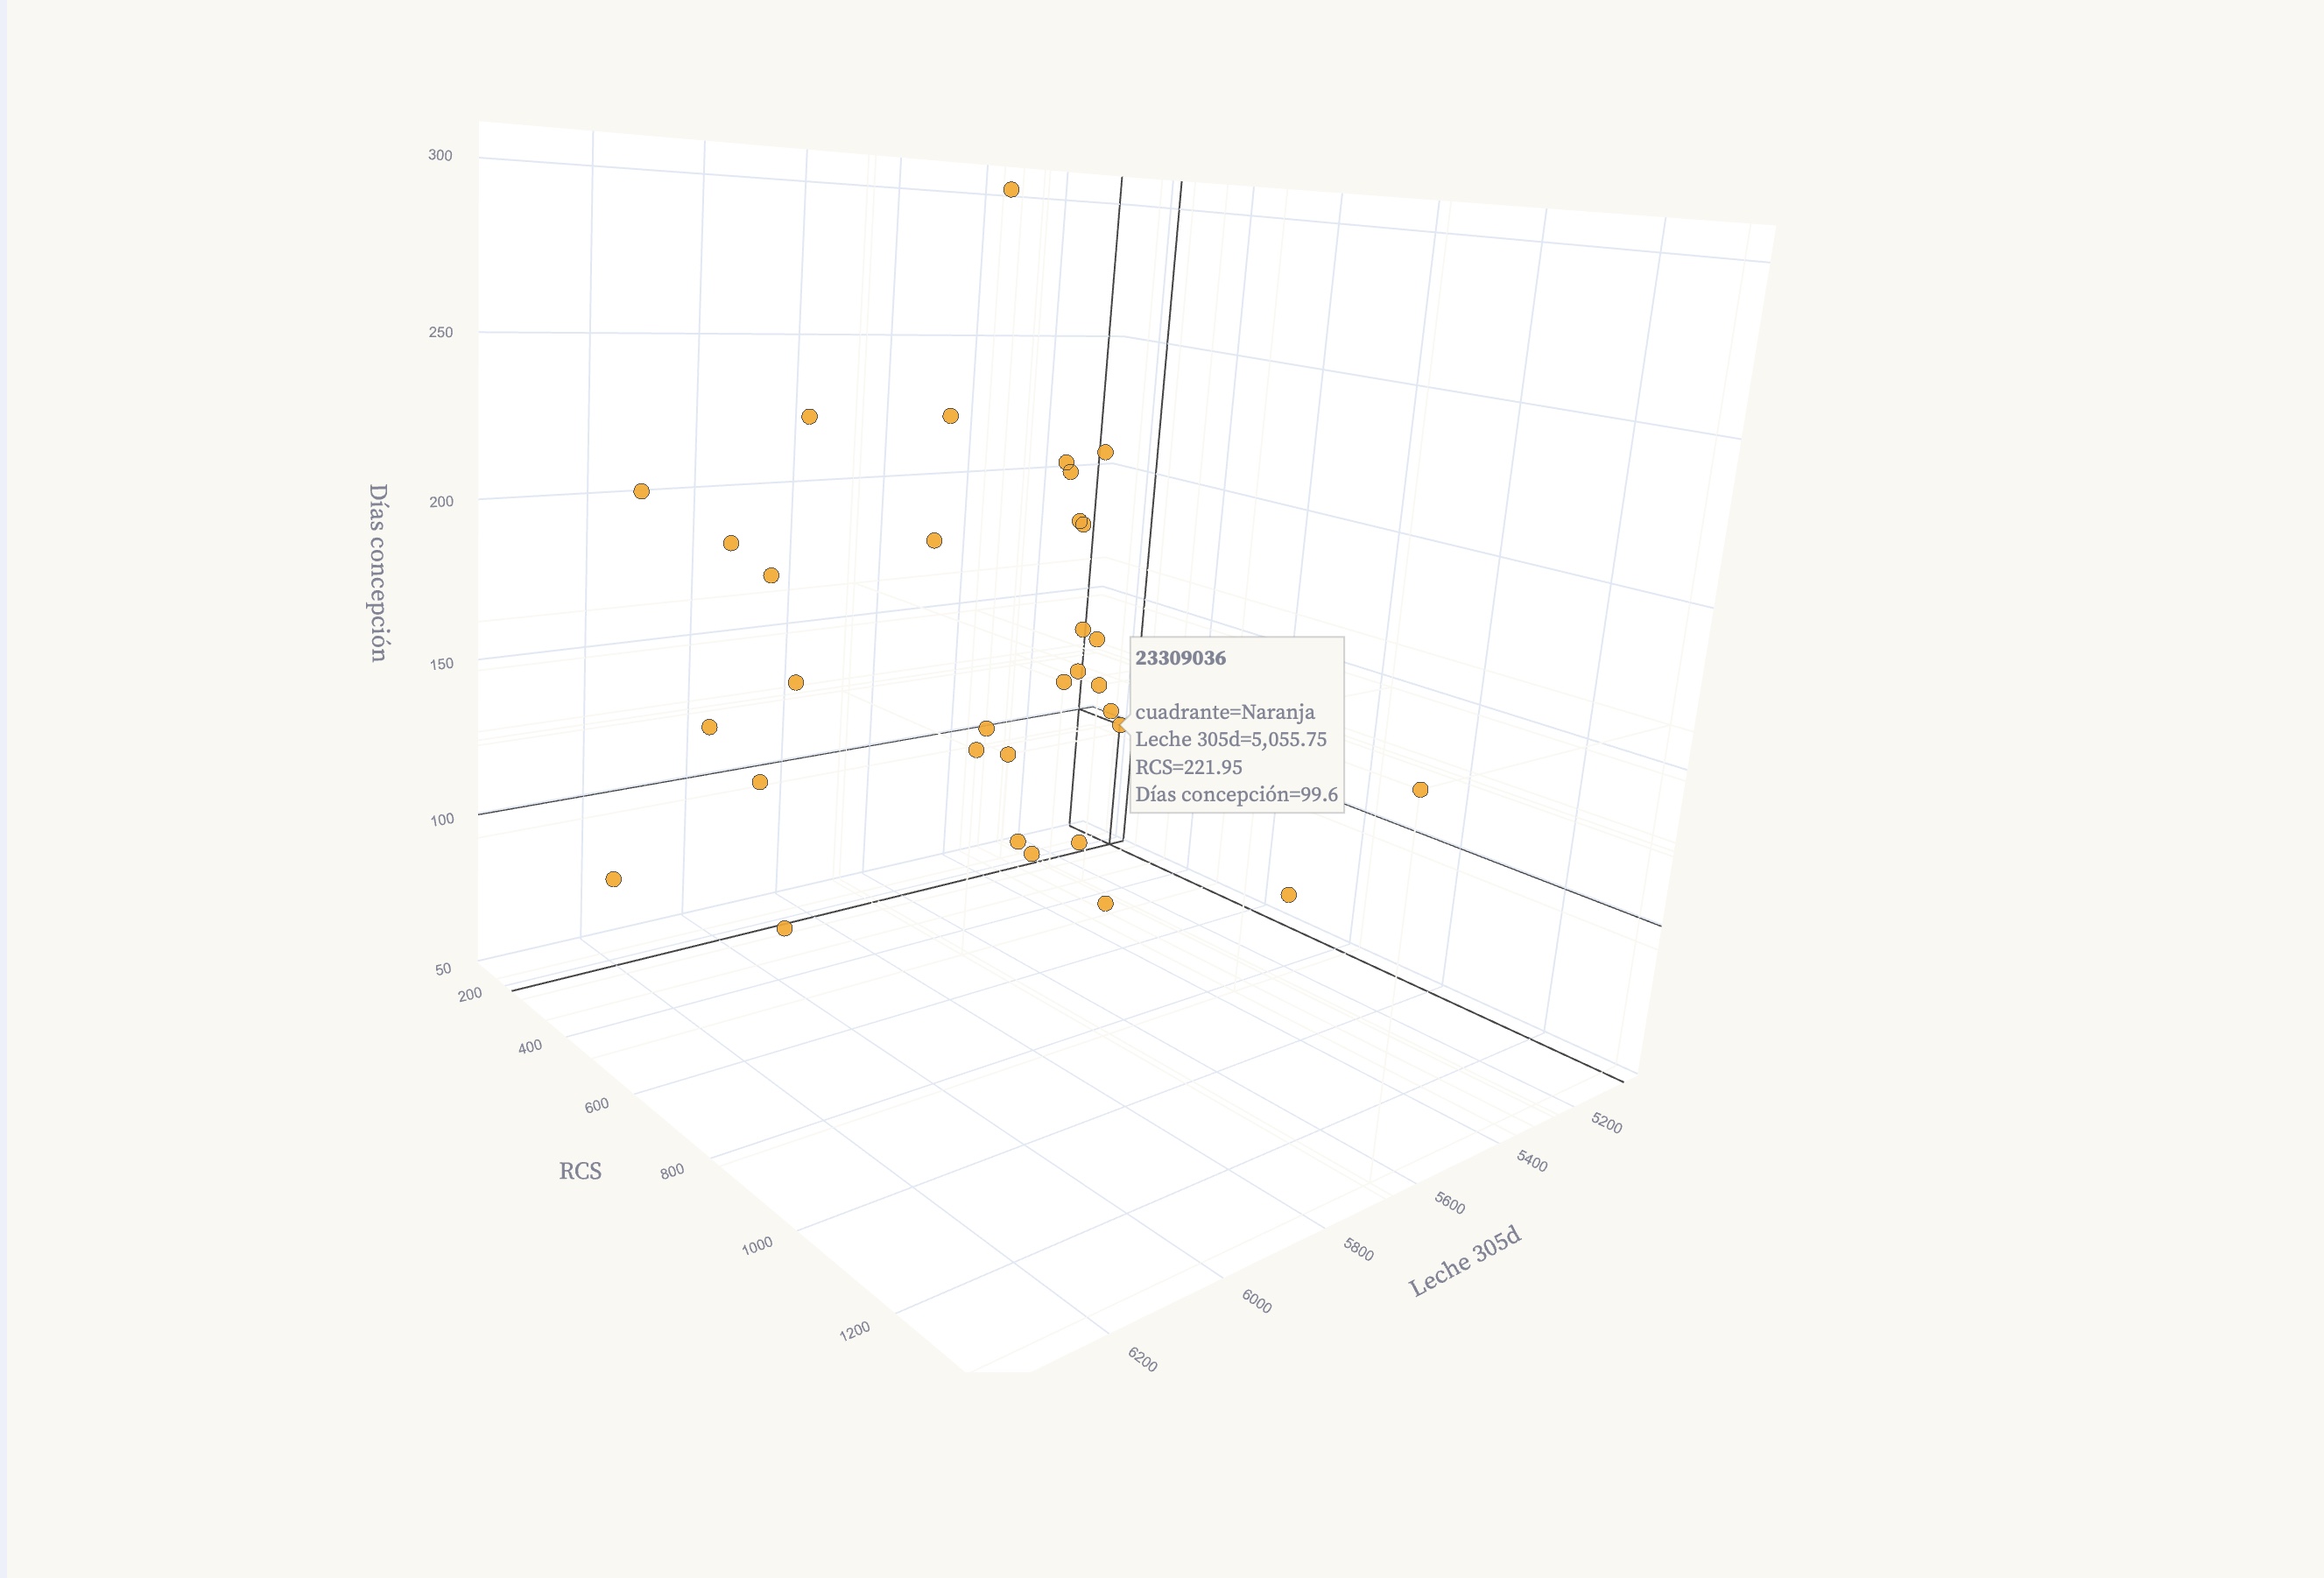 300
250
200
150
100
50
Días concepción
200
400
600
800
1000
1200
RCS
5200
5400
5600
5800
6000
6200
Leche 305d
23309036
cuadrante=Naranja
Leche 305d=5,055.75
RCS=221.95
Días concepción=99.6